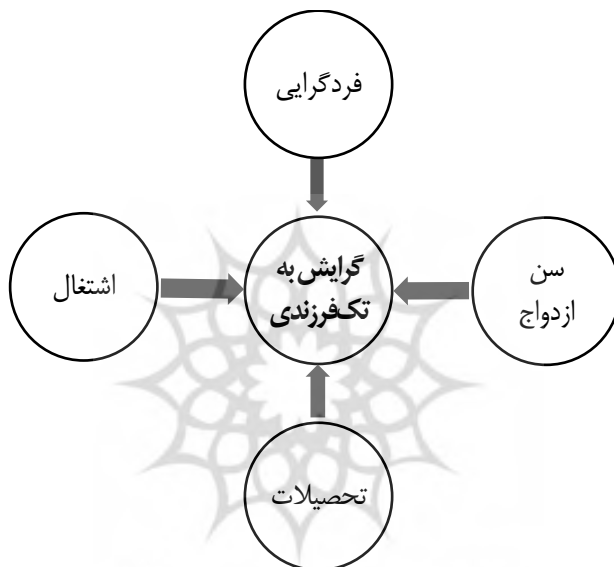 فردگرایی
سن
ازدواج
گرایش به
تک‌فرزندی
اشتغال
تحصیلات